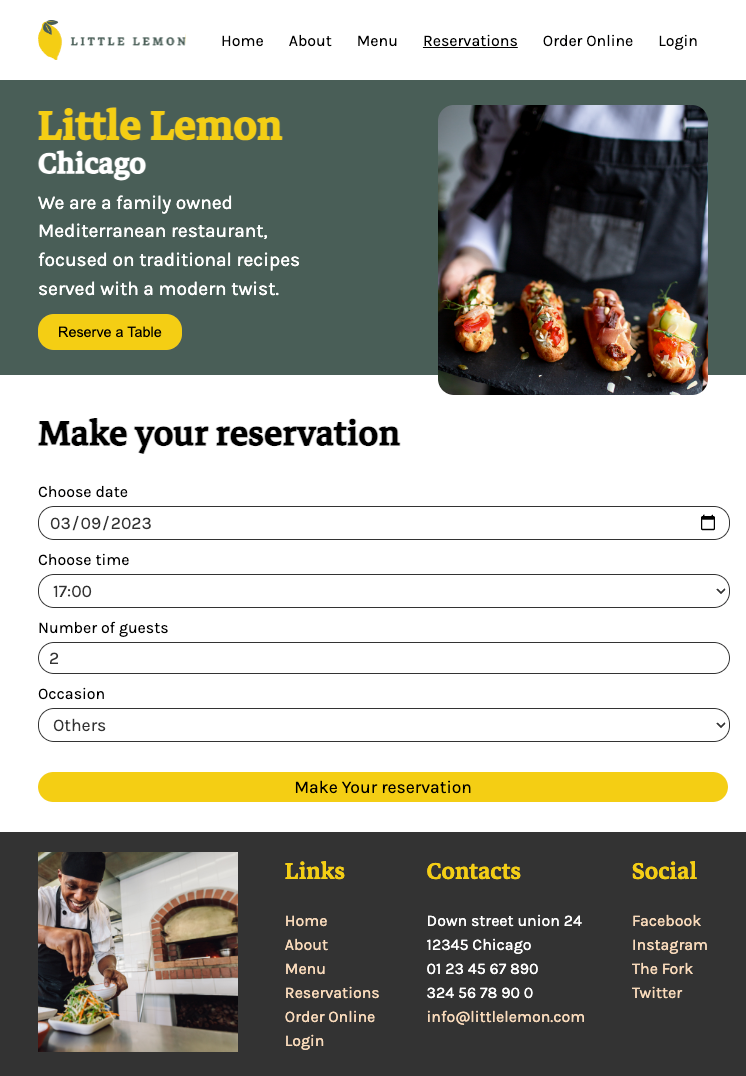 LITTLE LEMON
Home About Menu Reservations Order Online Login
Little Lemon
Chicago
We are a family owned
Mediterranean restaurant,
focused on traditional recipes
served with a modern twist.
Reserve a Table
Make your reservation
Choose date
03/09/2023
Choose time
17:00
Number of guests
2
Occasion
Others
Make Your reservation
Links
Home
About
Menu
Reservations
Order Online
Login
Contacts
Down street union 24
12345 Chicago
01 23 45 67 890
324 56 78 90 0
info@littlelemon.com
Social
Facebook
Instagram
The Fork
Twitter